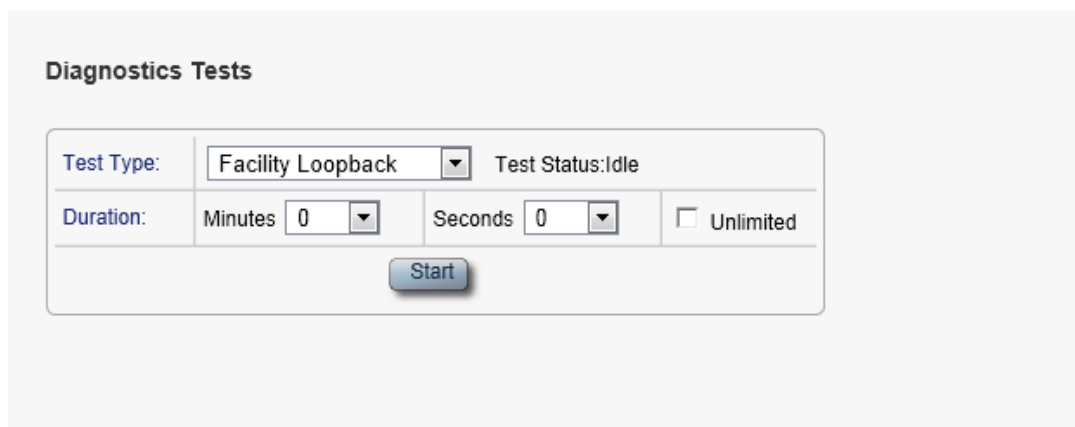 Diagnostics Tests
Test Type: Facility Loopback Test Status:Idle
Duration: Minutes 0 Seconds 0 Unlimited
Start